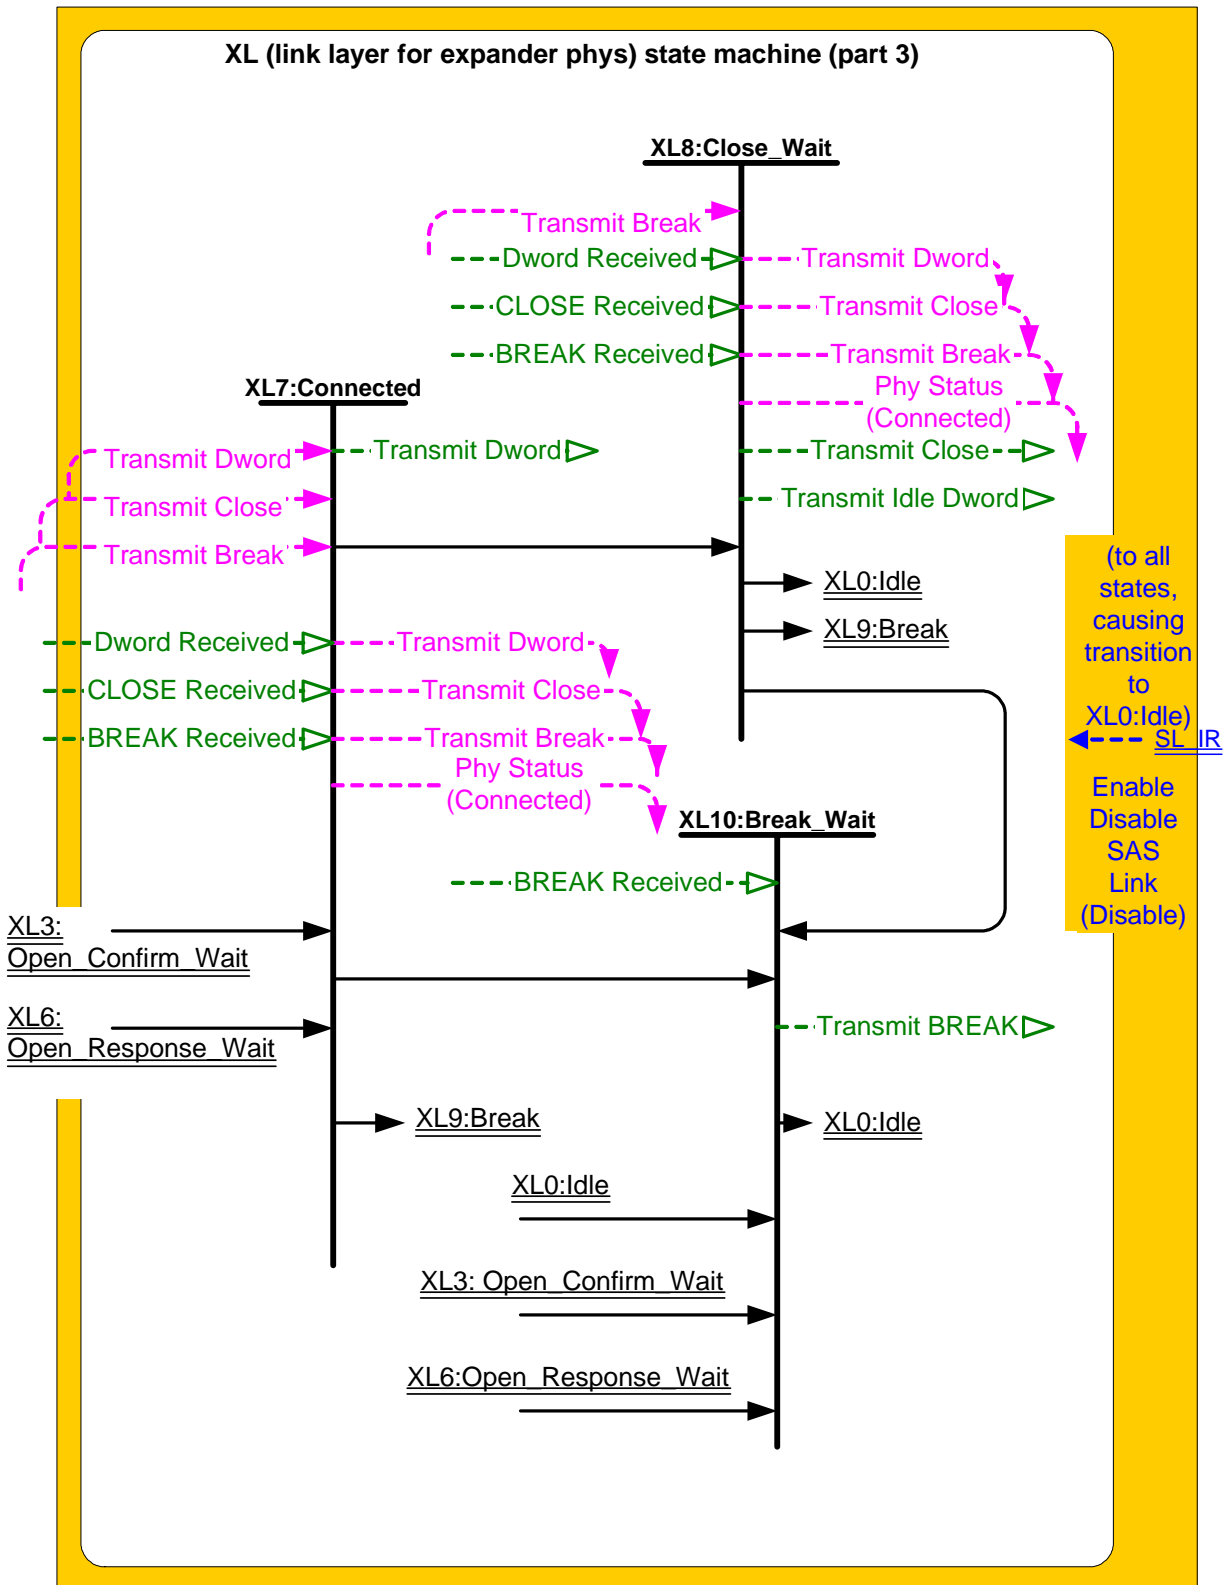 XL (link layer for expander phys) state machine (part 3)
XL8:Close_Wait
Transmit Break
Dword Received
Transmit Dword
CLOSE Received
Transmit Close
BREAK Received
Transmit Break
Phy Status
(Connected)
Transmit Close
Transmit Idle Dword
XL7:Connected
Transmit Dword
Transmit Dword
Transmit Close
Transmit Break
XL0:Idle
XL9:Break
(to all
states,
causing
transition
to
XL0:Idle)
SL_IR
Enable
Disable
SAS
Link
(Disable)
Dword Received
Transmit Dword
CLOSE Received
Transmit Close
BREAK Received
Transmit Break
Phy Status
(Connected)
XL10:Break_Wait
BREAK Received
XL3:
Open_Confirm_Wait
XL6:
Open_Response_Wait
Transmit BREAK
XL9:Break
XL0:Idle
XL0:Idle
XL3: Open_Confirm_Wait
XL6:Open_Response_Wait